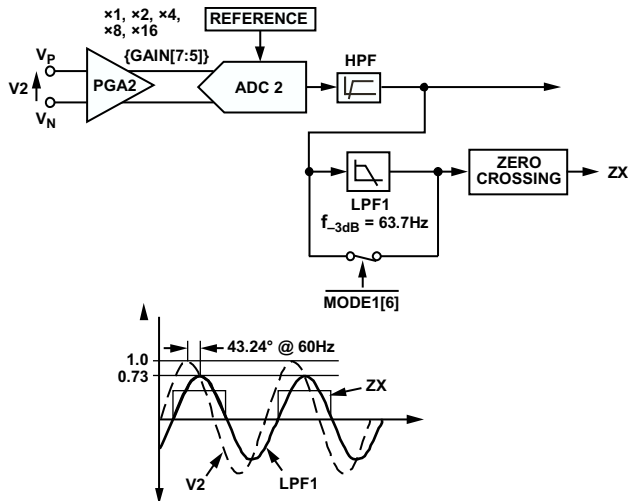 ×1, ×2, ×4,
×8, ×16
REFERENCE
{GAIN[7:5]}
HPF
VP
V2
PGA2
ADC 2
VN
ZERO
CROSSING
ZX
LPF1
f–3dB = 63.7Hz
MODE1[6]
43.24° @ 60Hz
1.0
0.73
ZX
V2
LPF1